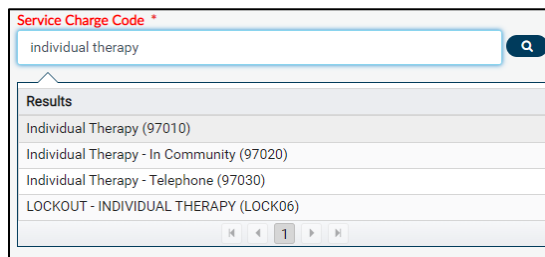 Service Charge Code *
individual therapy
Results
Individual Therapy (97010)
Individual Therapy - In Community (97020)
Individual Therapy - Telephone (97030)
LOCKOUT - INDIVIDUAL THERAPY (LOCK06)
1